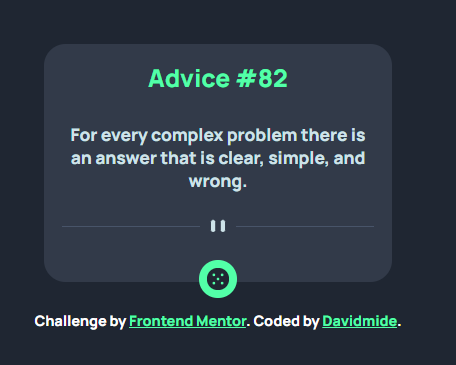 Advice #82
For every complex problem there is
an answer that is clear, simple, and
wrong.
Challenge by Frontend Mentor. Coded by Davidmide.